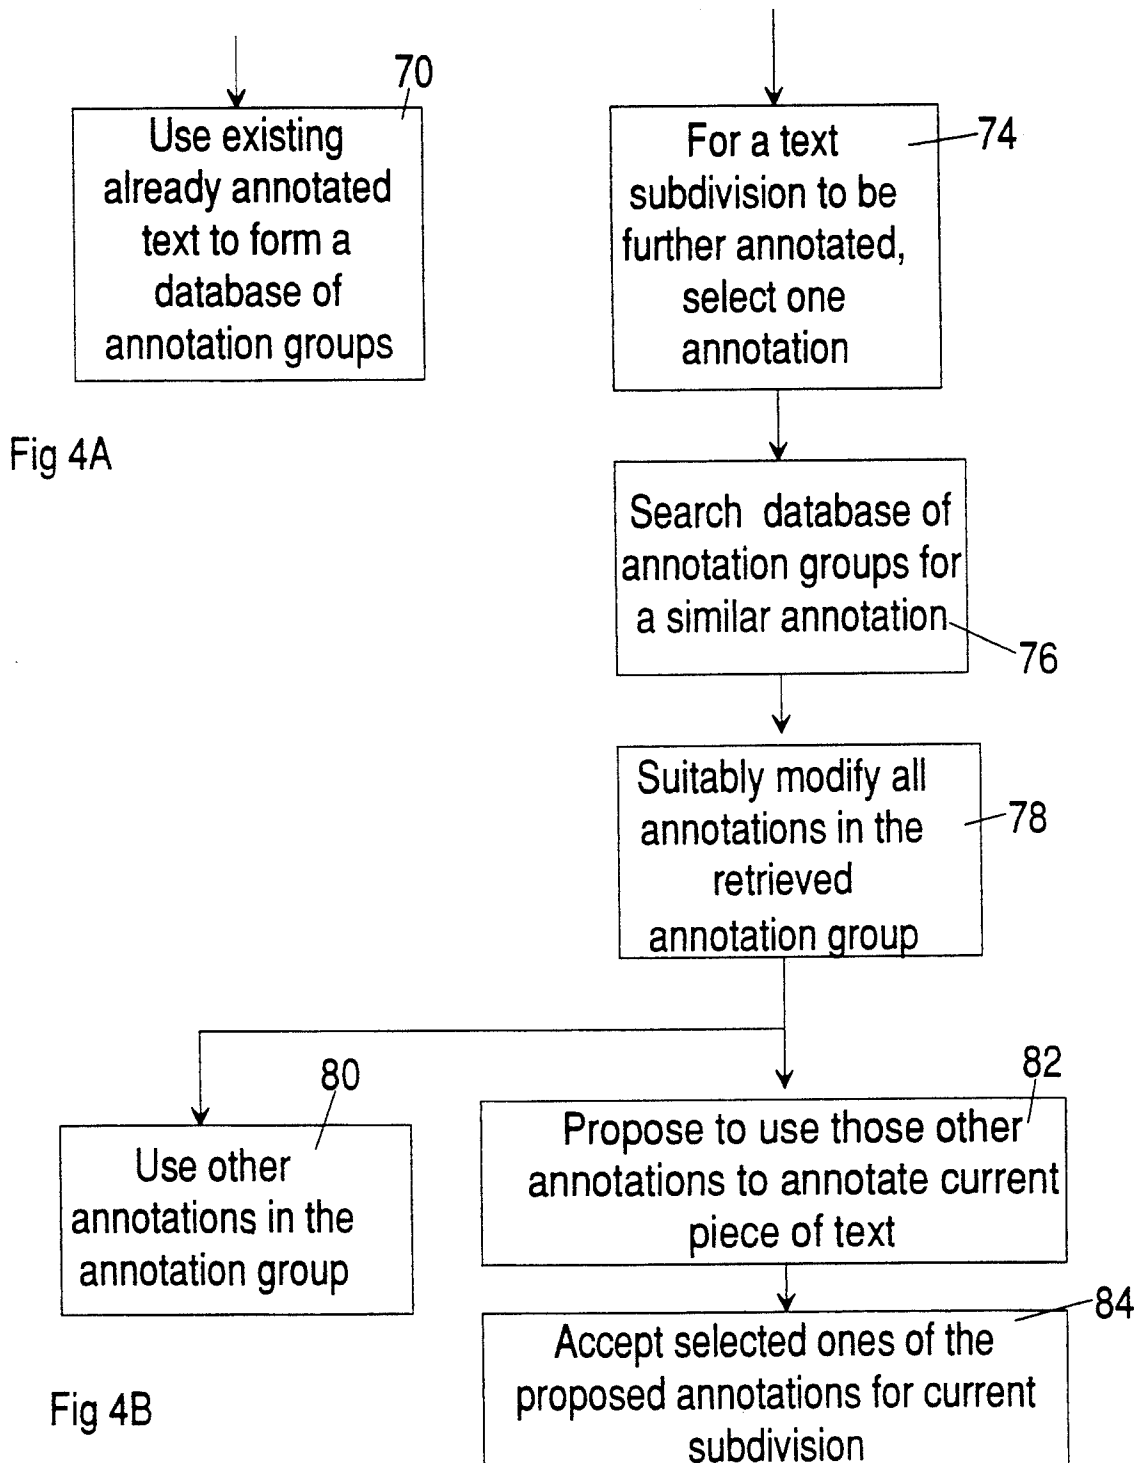 70
Use existing
already annotated
text to form a
database of
annotation groups
Fig 4A
74
For a text
subdivision to be
further annotated,
select one
annotation
Search database of
annotation groups for
a similar annotation
76
Suitably modify all
annotations in the
retrieved
annotation group
78
80
Use other
annotations in the
annotation group
82
Propose to use those other
annotations to annotate current
piece of text
84
Accept selected ones of the
proposed annotations for current
subdivision
Fig 4B